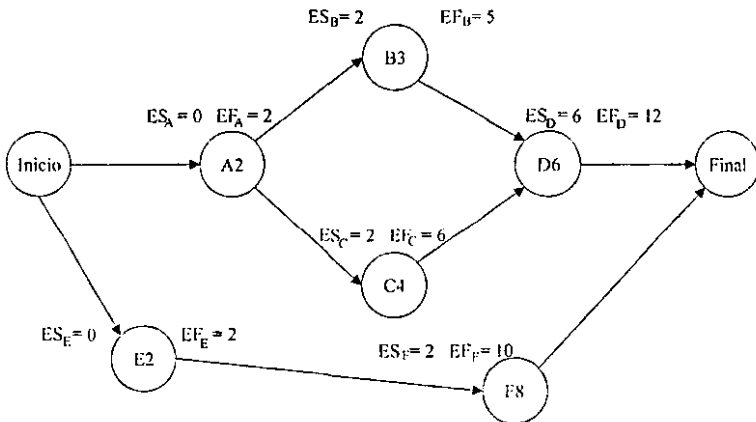 ES_B = 2 EF_B = 5
B3
ES_A = 0 EF_A = 2
ES_D = 6 EF_D = 12
Inicio
A2
D6
Final
ES_C = 2 EF_C = 6
C4
ES_E = 0 EF_E = 2
E2
ES_F = 2 EF_F = 10
F8